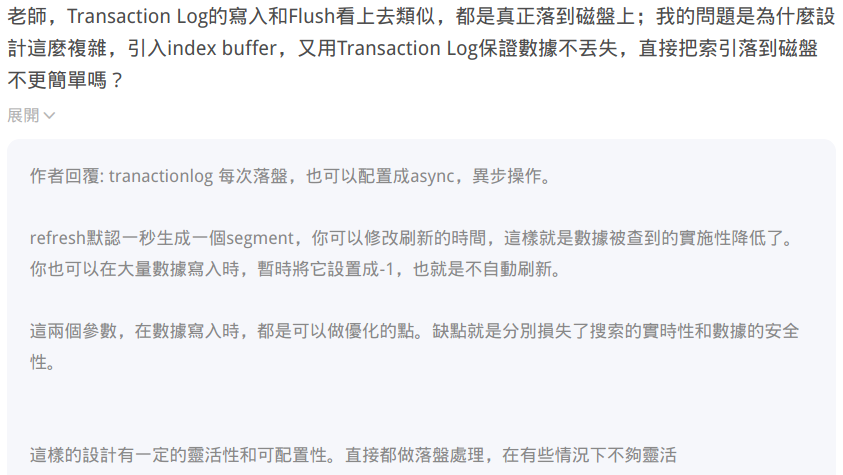 老師，Transaction Log的寫入和Flush看上去類似，都是真正落到磁盤上；我的問題是為什麼設
計這麼複雜，引入index buffer，又用Transaction Log保證數據不丟失，直接把索引落到磁盤
不更簡單嗎？
展開
作者回覆: tranactionlog 每次落盤，也可以配置成async，異步操作。
refresh默認一秒生成一個segment，你可以修改刷新的時間，這樣就是數據被查到的實施性降低了。
你也可以在大量數據寫入時，暫時將它設置成-1，也就是不自動刷新。
這兩個參數，在數據寫入時，都是可以做優化的點。缺點就是分別損失了搜索的實時性和數據的安全
性。
這樣的設計有一定的靈活性和可配置性。直接都做落盤處理，在有些情況下不夠靈活